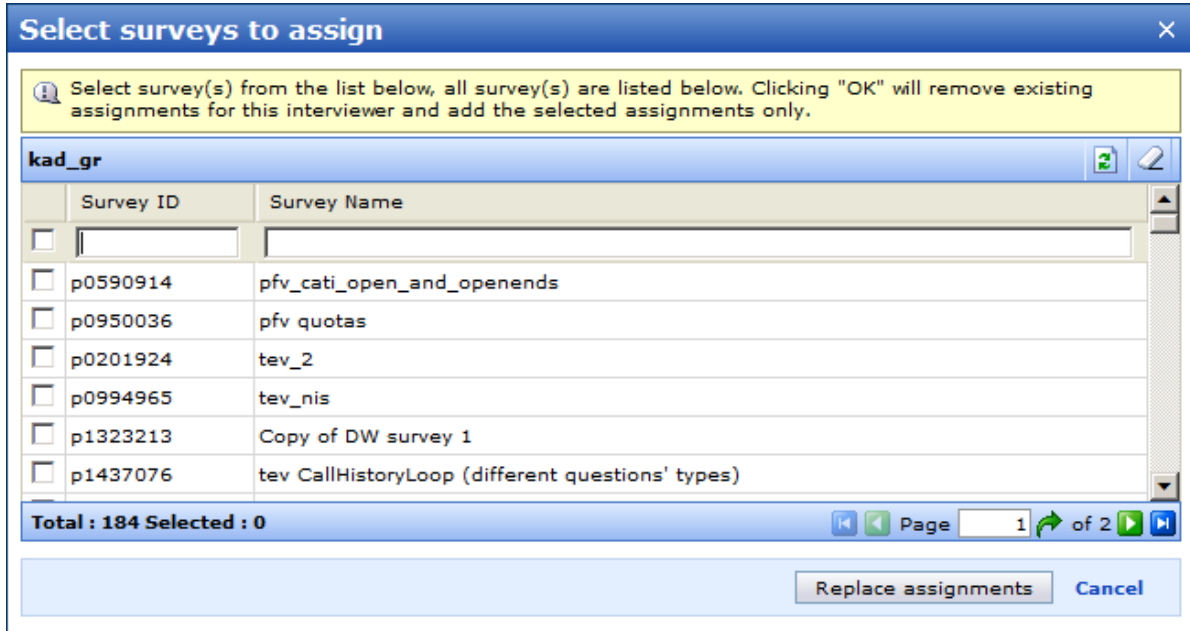 Select surveys to assign
Select survey(s) from the list below, all survey(s) are listed below. Clicking "OK" will remove existing
assignments for this interviewer and add the selected assignments only.
kad_gr
Survey ID Survey Name
p0590914 pfv_cati_open_and_openends
p0950036 pfv quotas
p0201924 tev_2
p0994965 tev_nis
p1323213 Copy of DW survey 1
p1437076 tev CallHistoryLoop (different questions' types)
Total : 184 Selected : 0 Page 1 of 2
Replace assignments Cancel